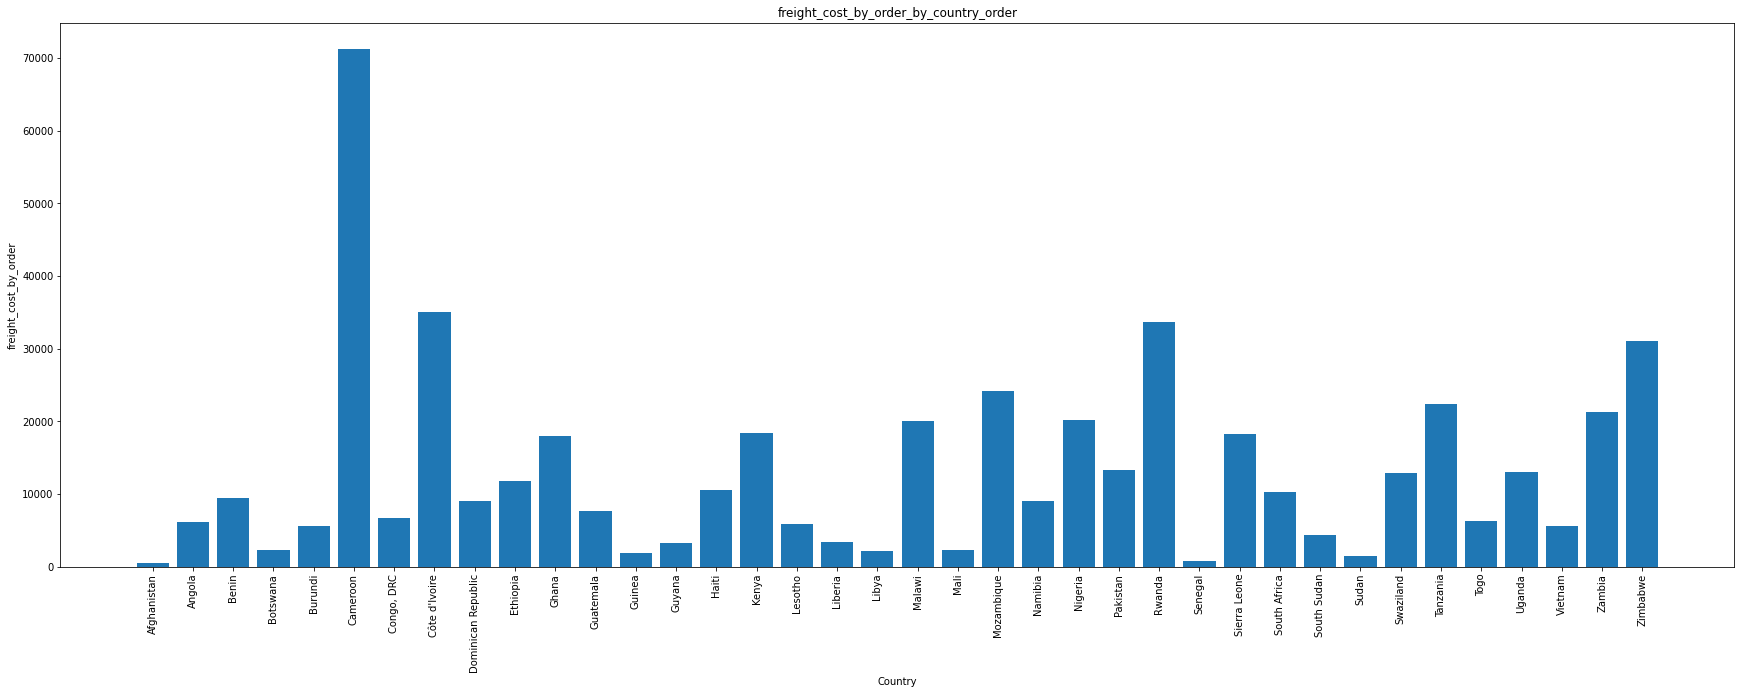 freight_cost_by_order_by_country_order
freight_cost_by_order
70000
60000
50000
40000
30000
20000
10000
0
Afghanistan
Angola
Benin
Botswana
Burundi
Cameroon
Congo, DRC
Côte d'Ivoire
Dominican Republic
Ethiopia
Ghana
Guatemala
Guinea
Guyana
Haiti
Kenya
Lesotho
Liberia
Libya
Malawi
Mali
Mozambique
Namibia
Nigeria
Pakistan
Rwanda
Senegal
Sierra Leone
South Africa
South Sudan
Sudan
Swaziland
Tanzania
Togo
Uganda
Vietnam
Zambia
Zimbabwe
Country